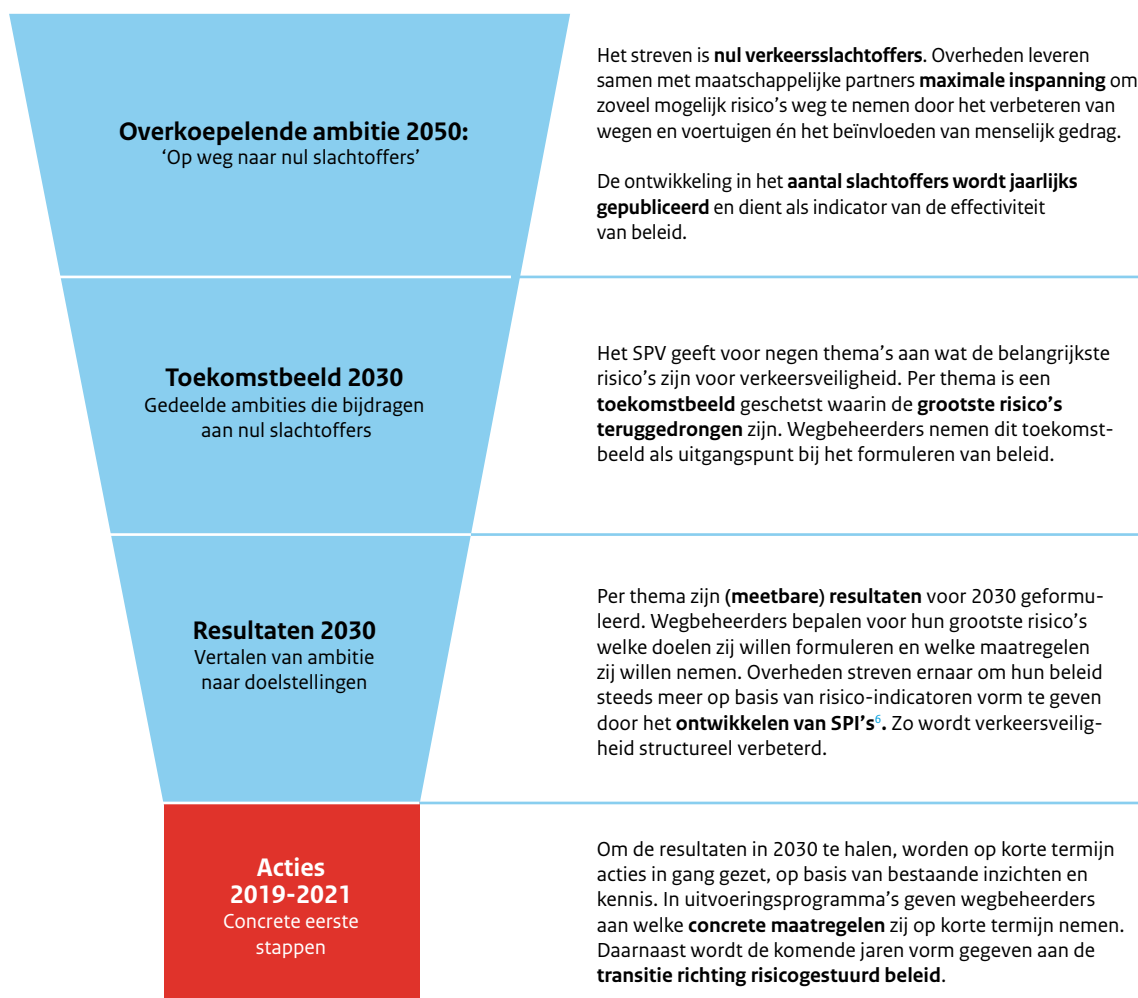 Overkoepelende ambitie 2050:
‘Op weg naar nul slachtoffers’
Het streven is nul verkeersslachtoffers. Overheden leveren
samen met maatschappelijke partners maximale inspanning om
zoveel mogelijk risico’s weg te nemen door het verbeteren van
wegen en voertuigen én het beïnvloeden van menselijk gedrag.
De ontwikkeling in het aantal slachtoffers wordt jaarlijks
gepubliceerd en dient als indicator van de effectiviteit
van beleid.
Toekomstbeeld 2030
Gedeelde ambities die bijdragen
aan nul slachtoffers
Het SPV geeft voor negen thema’s aan wat de belangrijkste
risico’s zijn voor verkeersveiligheid. Per thema is een
toekomstbeeld geschetst waarin de grootste risico’s
teruggedrongen zijn. Wegbeheerders nemen dit toekomst-
beeld als uitgangspunt bij het formuleren van beleid.
Resultaten 2030
Vertalen van ambitie
naar doelstellingen
Per thema zijn (meetbare) resultaten voor 2030 geformu-
leerd. Wegbeheerders bepalen voor hun grootste risico’s
welke doelen zij willen formuleren en welke maatregelen
zij willen nemen. Overheden streven ernaar om hun beleid
steeds meer op basis van risico-indicatoren vorm te geven
door het ontwikkelen van SPI’s⁶. Zo wordt verkeersveilig-
heid structureel verbeterd.
Acties
2019-2021
Concrete eerste
stappen
Om de resultaten in 2030 te halen, worden op korte termijn
acties in gang gezet, op basis van bestaande inzichten en
kennis. In uitvoeringsprogramma’s geven wegbeheerders
aan welke concrete maatregelen zij op korte termijn nemen.
Daarnaast wordt de komende jaren vorm gegeven aan de
transitie richting risicogestuurd beleid.